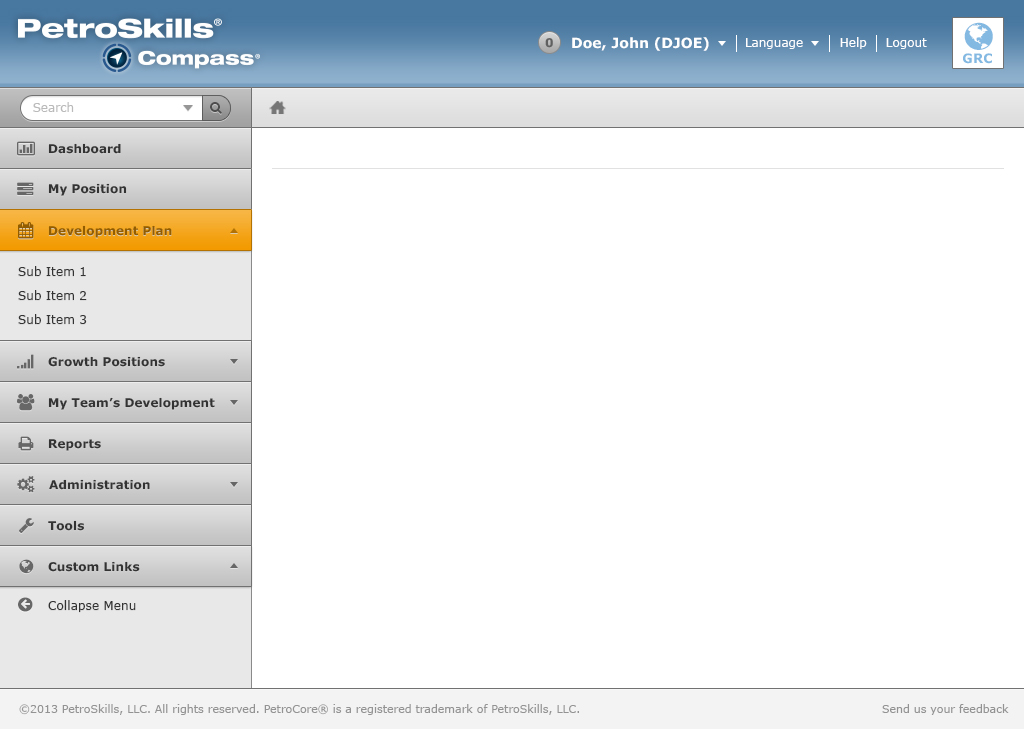 PetroSkills®
Compass®
0 Doe, John (DJOE) Language Help Logout
GRC
Search
Dashboard
My Position
Development Plan
Sub Item 1
Sub Item 2
Sub Item 3
Growth Positions
My Team’s Development
Reports
Administration
Tools
Custom Links
Collapse Menu
©2013 PetroSkills, LLC. All rights reserved. PetroCore® is a registered trademark of PetroSkills, LLC.
Send us your feedback